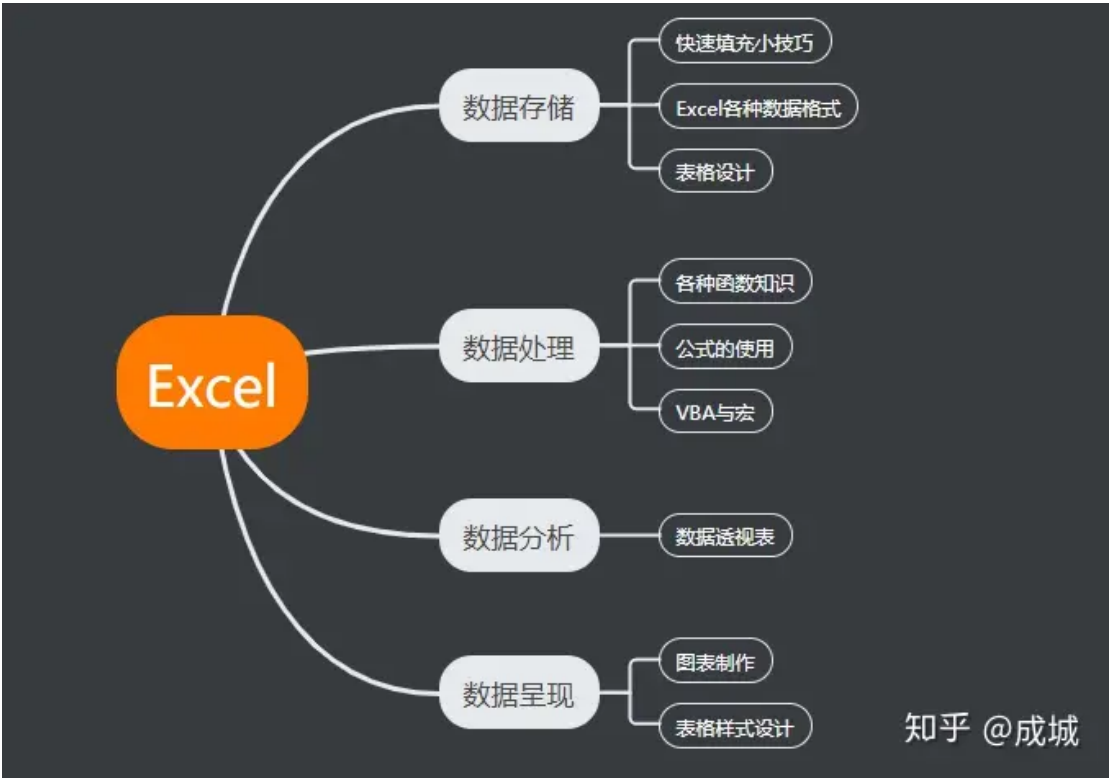 Excel
数据存储
快速填充小技巧
Excel各种数据格式
表格设计
数据处理
各种函数知识
公式的使用
VBA与宏
数据分析
数据透视表
数据呈现
图表制作
表格样式设计
知乎 @成城